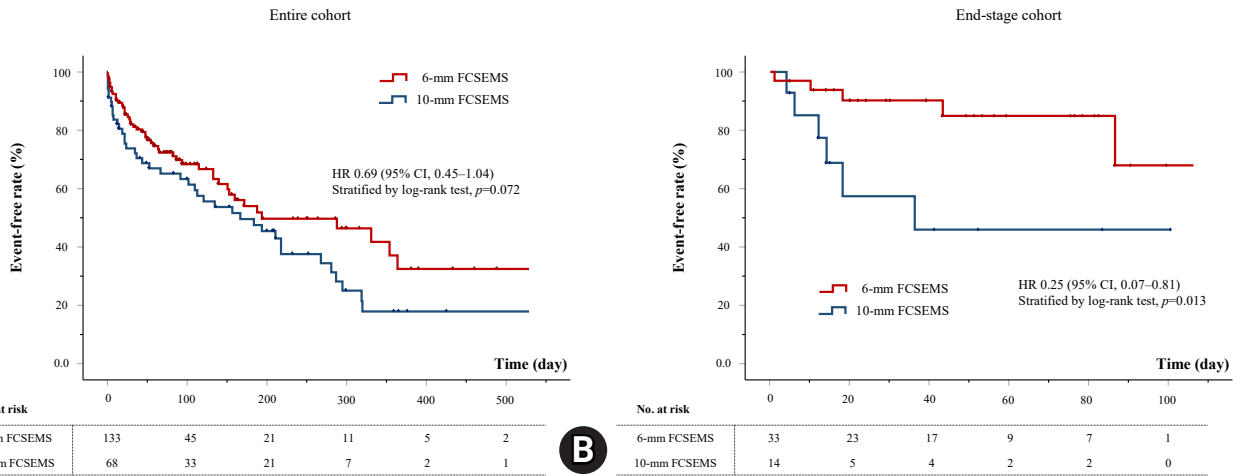 Entire cohort
100
80
60
40
20
0.0
Event-free rate (%)
6-mm FCSEMS
10-mm FCSEMS
HR 0.69 (95% CI, 0.45–1.04)
Stratified by log-rank test, p=0.072
Time (day)
0 100 200 300 400 500
at risk
FCSEMS 133 45 21 11 5 2
FCSEMS 68 33 21 7 2 1
B
End-stage cohort
100
80
60
40
20
0.0
Event-free rate (%)
6-mm FCSEMS
10-mm FCSEMS
HR 0.25 (95% CI, 0.07–0.81)
Stratified by log-rank test, p=0.013
Time (day)
0 20 40 60 80 100
No. at risk
6-mm FCSEMS 33 23 17 9 7 1
10-mm FCSEMS 14 5 4 2 2 0